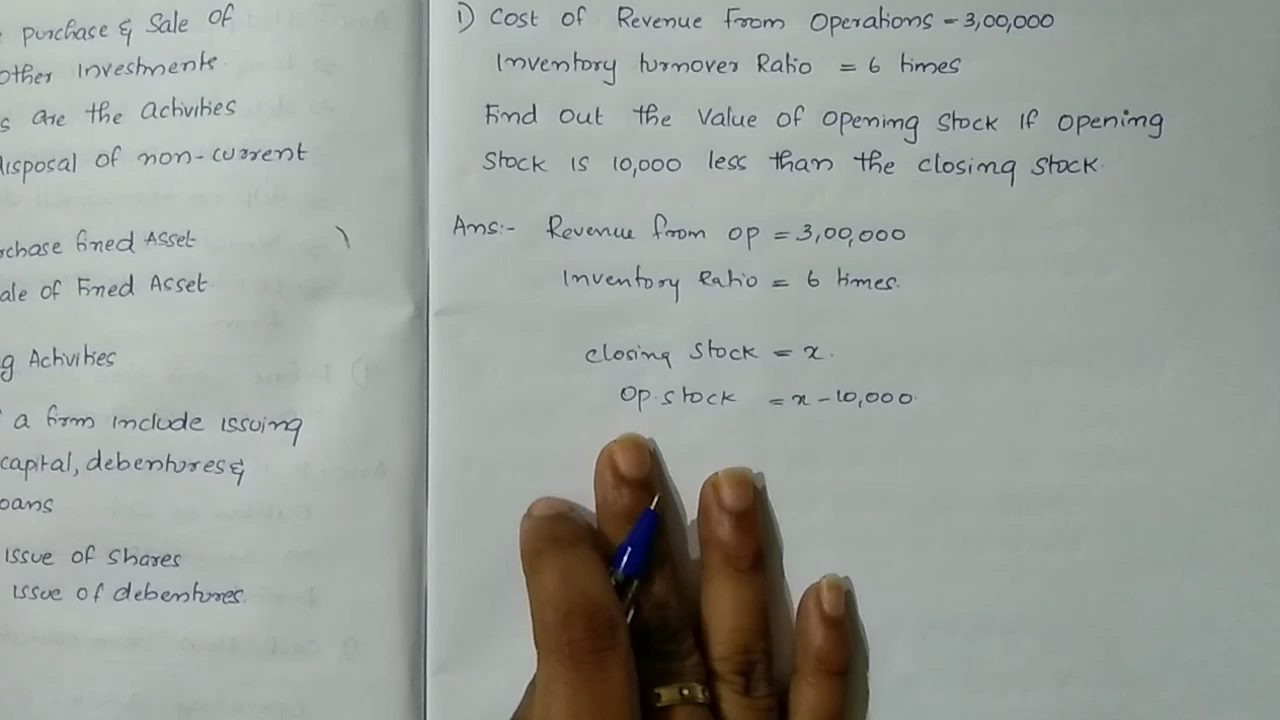 purchase & Sale of
other investments
s are the activities
disposal of non-current
rchase fined Asset
ale of Fined Asset
g Activities
a firm include issuing
capital, debentures &
oans
issue of shares
issue of debentures.
1) Cost of Revenue From Operations = 3,00,000
Inventory turnover Ratio = 6 times
Find Out the Value of opening stock if opening
Stock is 10,000 less than the closing stock.
Ans:- Revenue from op = 3,00,000
Inventory Ratio = 6 times.
closing stock = x.
Op. stock = x - 10,000.